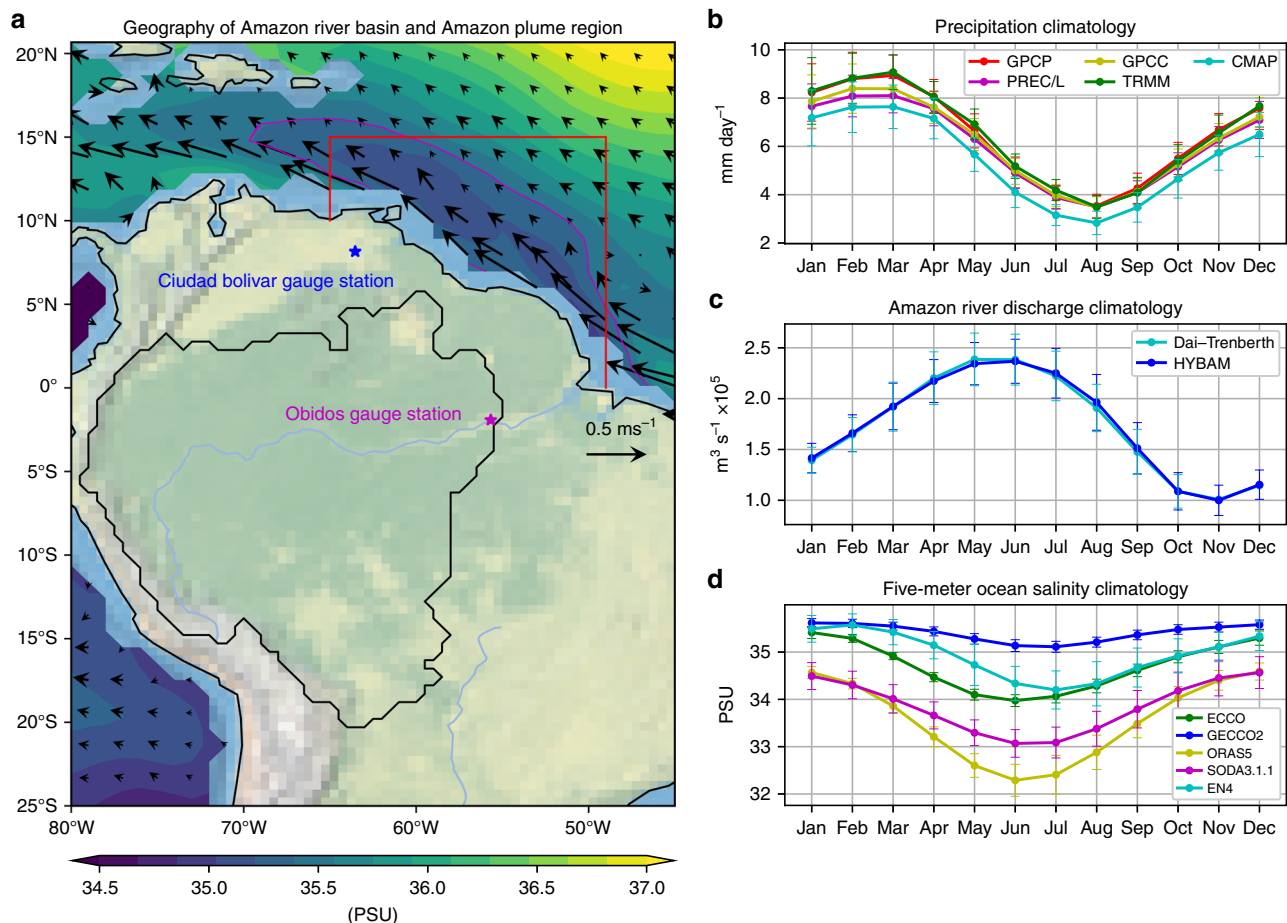 a
Geography of Amazon river basin and Amazon plume region
20°N
15°N
10°N
5°N
0°
5°S
10°S
15°S
20°S
25°S
80°W
70°W
60°W
50°W
Ciudad bolivar gauge station
Obidos gauge station
0.5 ms⁻¹
34.5
35.0
35.5
36.0
36.5
37.0
(PSU)
b
Precipitation climatology
mm day⁻¹
10
8
6
4
2
GPCP
PREC/L
GPCC
TRMM
CMAP
Jan Feb Mar Apr May Jun Jul Aug Sep Oct Nov Dec
c
Amazon river discharge climatology
m³ s⁻¹ ×10⁵
2.5
2.0
1.5
1.0
Dai–Trenberth
HYBAM
Jan Feb Mar Apr May Jun Jul Aug Sep Oct Nov Dec
d
Five-meter ocean salinity climatology
PSU
35
34
33
32
ECCO
GECCO2
ORAS5
SODA3.1.1
EN4
Jan Feb Mar Apr May Jun Jul Aug Sep Oct Nov Dec